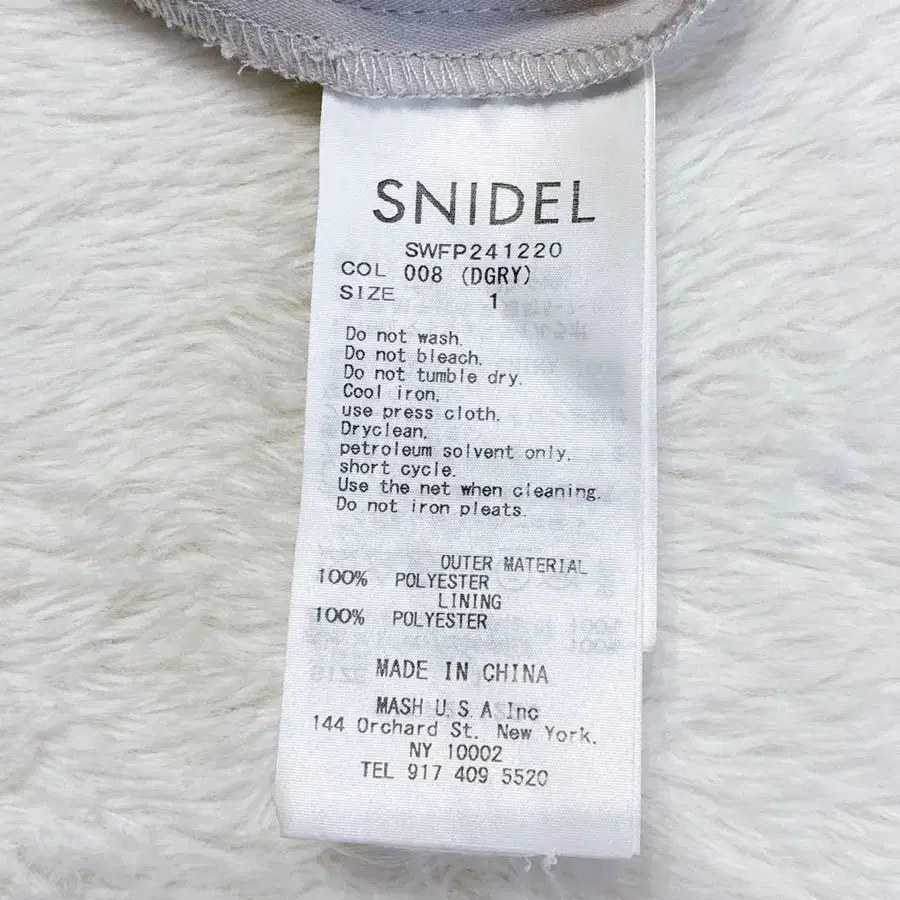 SNIDEL
SWFP241220
COL 008 (DGRY)
SIZE 1
Do not wash.
Do not bleach.
Do not tumble dry.
Cool iron,
use press cloth.
Dryclean,
petroleum solvent only,
short cycle.
Use the net when cleaning.
Do not iron pleats.
OUTER MATERIAL
100% POLYESTER
LINING
100% POLYESTER
MADE IN CHINA
MASH U.S.A Inc
144 Orchard St. New York,
NY 10002
TEL 917 409 5520